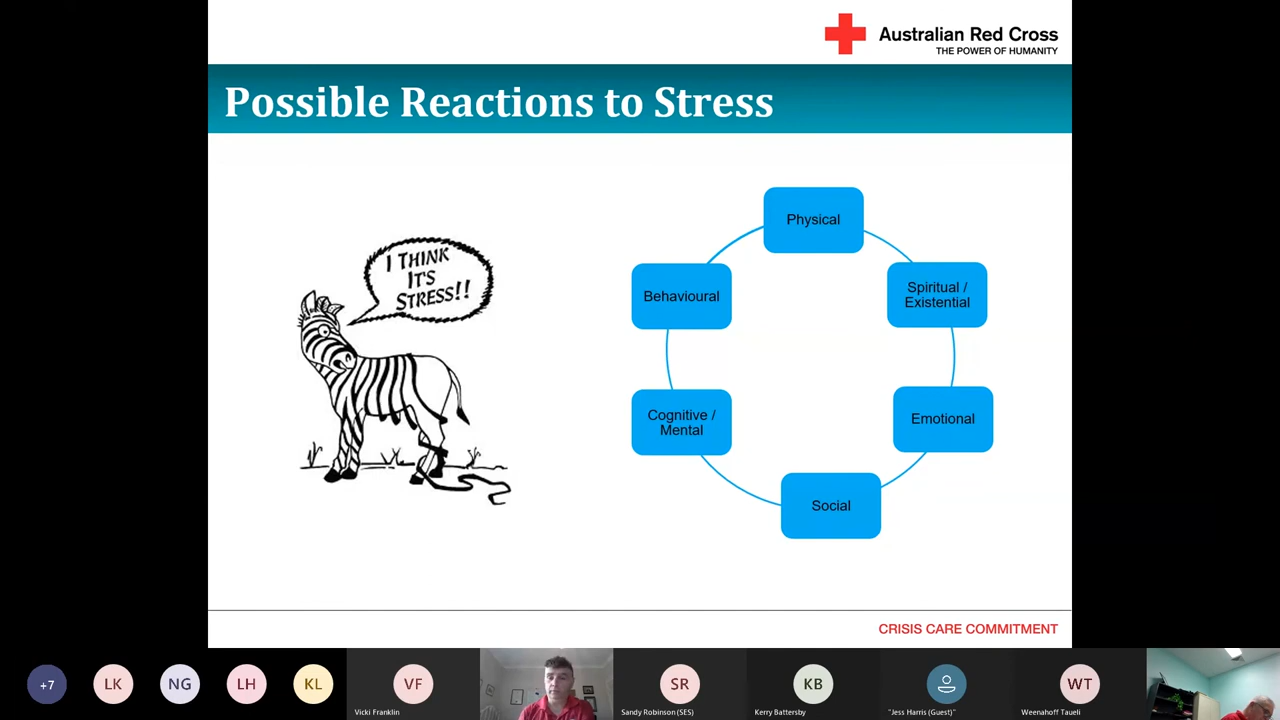 Australian Red Cross
THE POWER OF HUMANITY
Possible Reactions to Stress
I THINK
IT'S
STRESS!!
Physical
Spiritual /
Existential
Emotional
Social
Cognitive /
Mental
Behavioural
CRISIS CARE COMMITMENT
+7
LK
NG
LH
KL
VF
Vicki Franklin
SR
Sandy Robinson (SES)
KB
Kerry Battersby
"Jess Harris (Guest)"
WT
Weenahoff Taueli